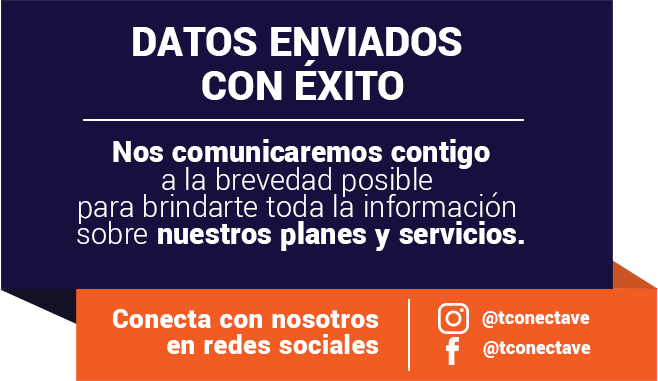 DATOS ENVIADOS
CON ÉXITO
Nos comunicaremos contigo
a la brevedad posible
para brindarte toda la información
sobre nuestros planes y servicios.
Conecta con nosotros
en redes sociales
@tconectave
@tconectave